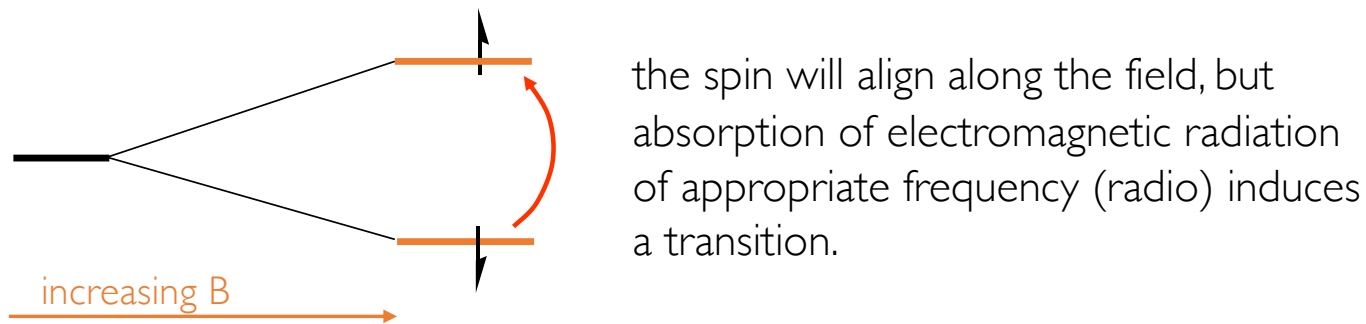 the spin will align along the field, but
absorption of electromagnetic radiation
of appropriate frequency (radio) induces
a transition.
increasing B